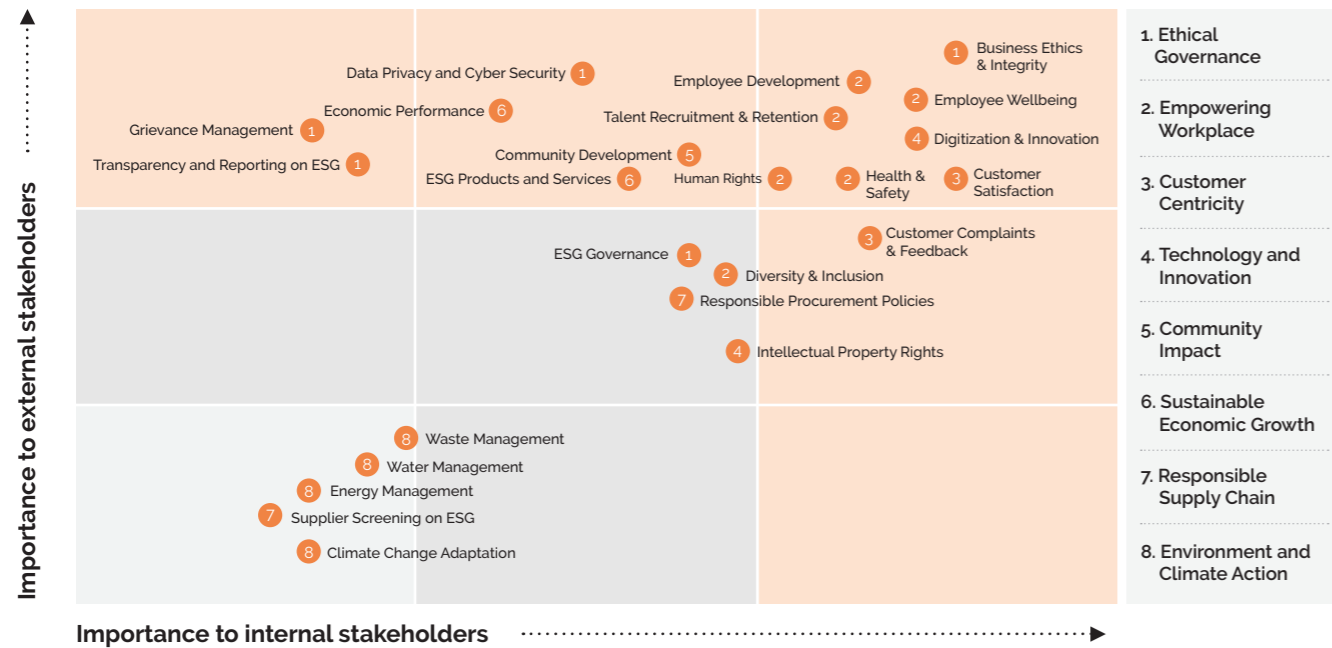 Importance to external stakeholders
1
Business Ethics
& Integrity
Data Privacy and Cyber Security 1
Employee Development 2
2 Employee Wellbeing
Economic Performance 6
Talent Recruitment & Retention 2
Grievance Management 1
4 Digitization & Innovation
Transparency and Reporting on ESG 1
Community Development 5
ESG Products and Services 6
Human Rights 2
2 Health &
Safety
3 Customer
Satisfaction
3 Customer Complaints
& Feedback
ESG Governance 1
2 Diversity & Inclusion
7 Responsible Procurement Policies
4 Intellectual Property Rights
8 Waste Management
8 Water Management
8 Energy Management
7 Supplier Screening on ESG
8 Climate Change Adaptation
Importance to internal stakeholders
1. Ethical
Governance
2. Empowering
Workplace
3. Customer
Centricity
4. Technology and
Innovation
5. Community
Impact
6. Sustainable
Economic Growth
7. Responsible
Supply Chain
8. Environment and
Climate Action